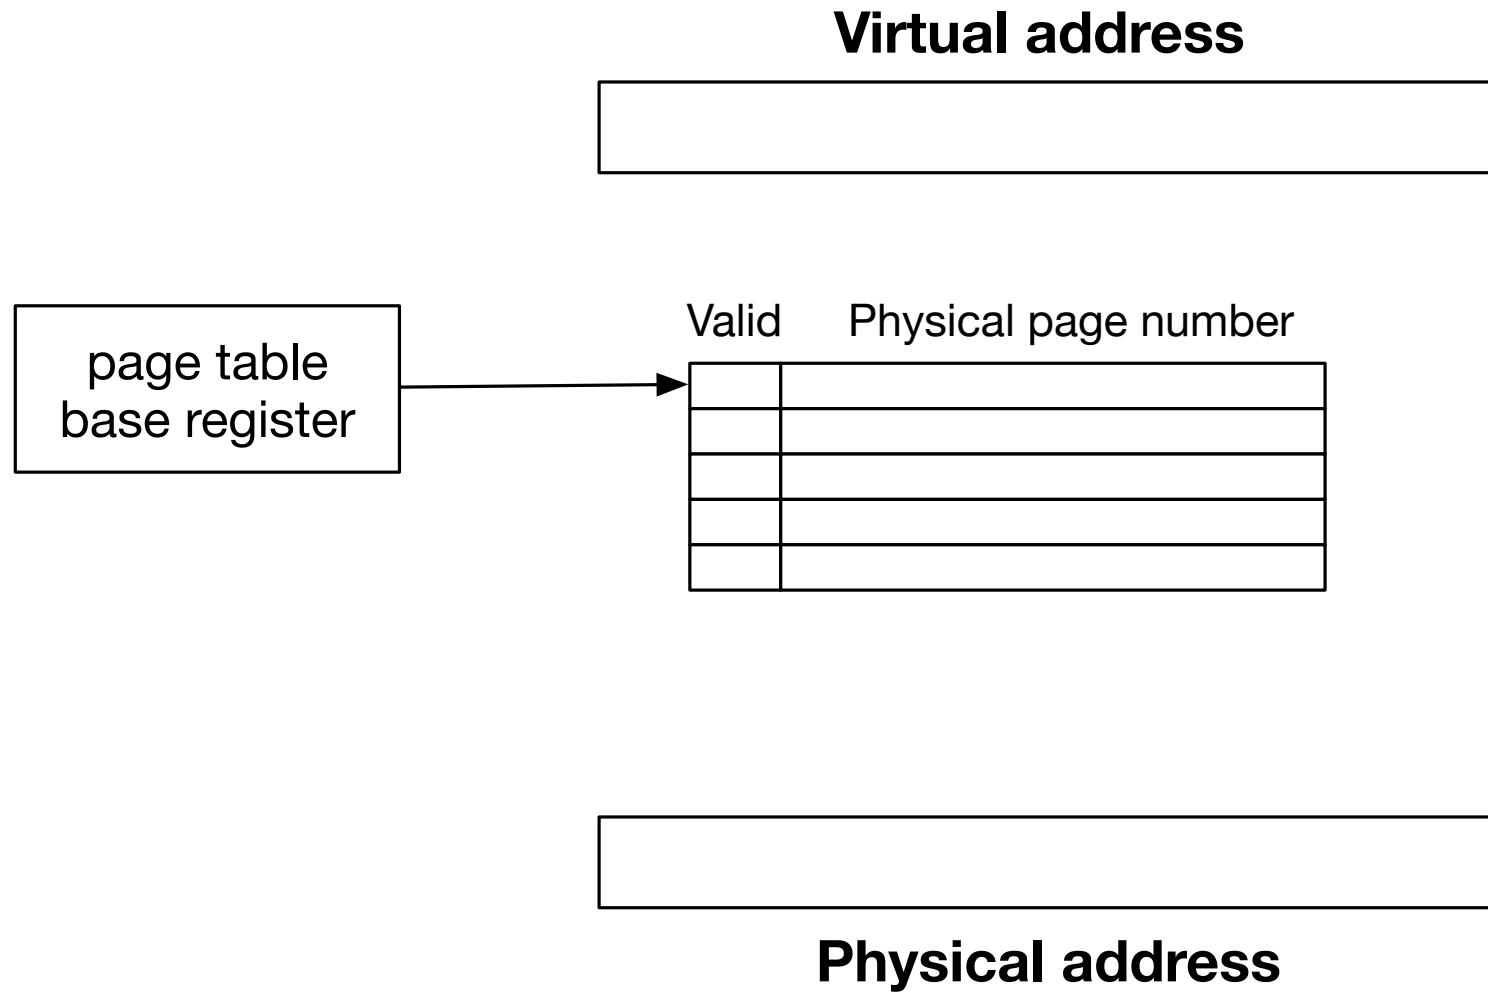 Virtual address
Valid
Physical page number
page table
base register
Physical address